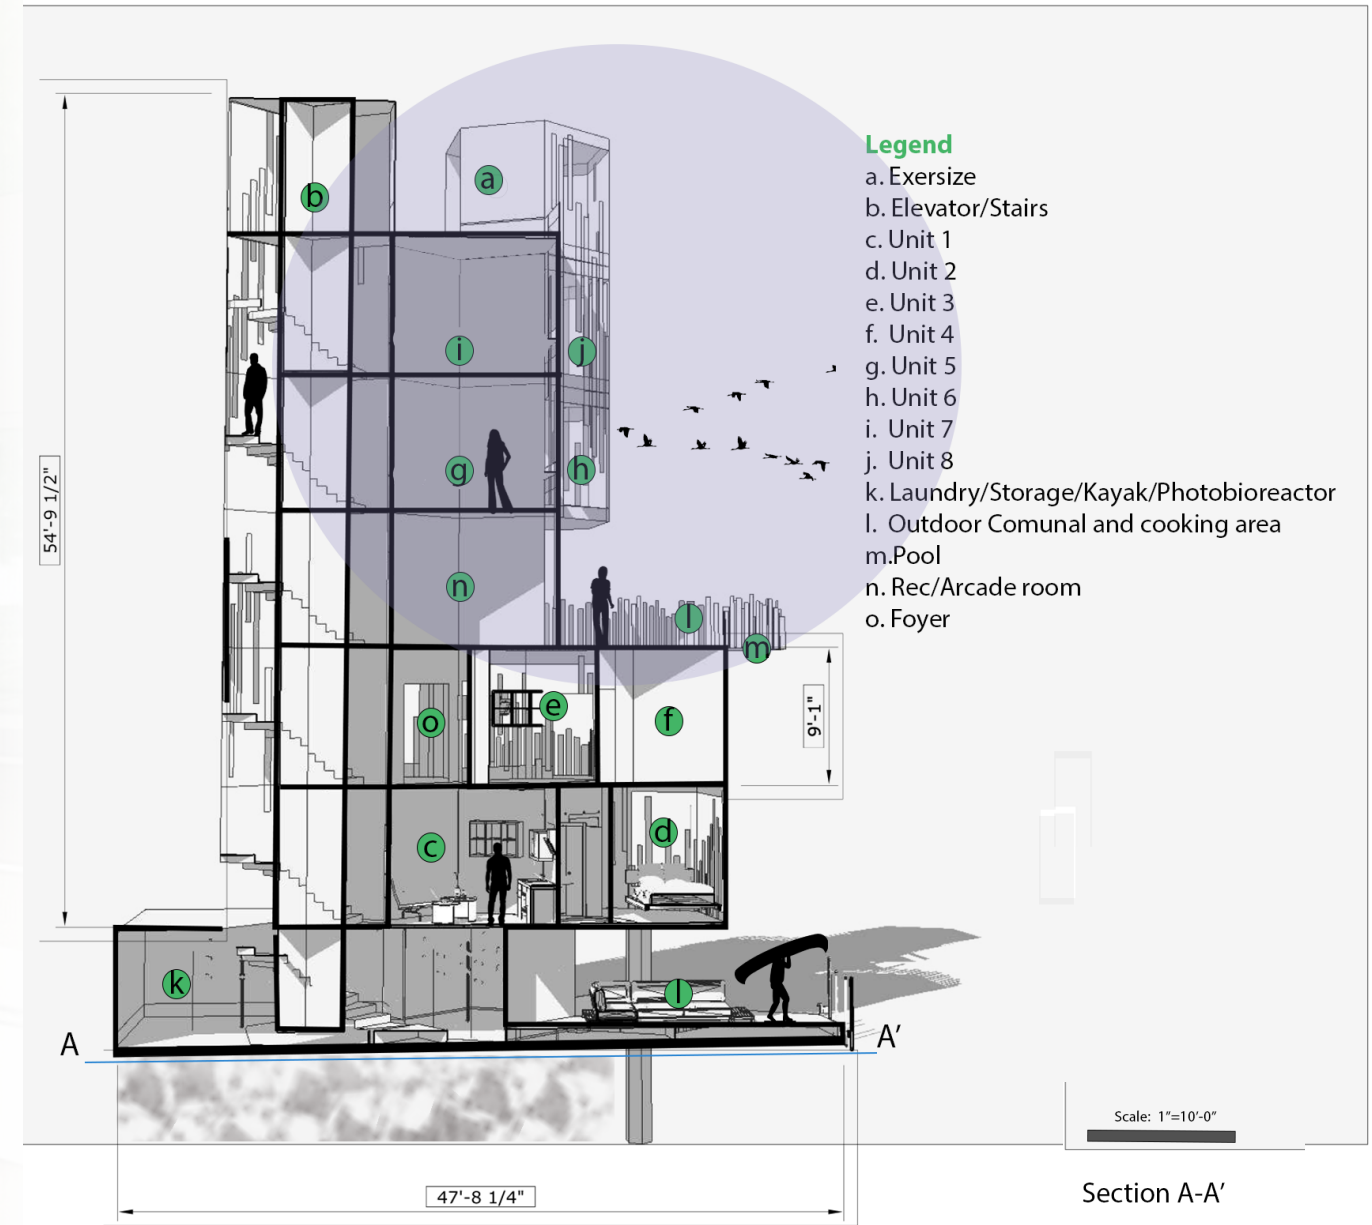 Legend
a. Exersize
b. Elevator/Stairs
c. Unit 1
d. Unit 2
e. Unit 3
f. Unit 4
g. Unit 5
h. Unit 6
i. Unit 7
j. Unit 8
k. Laundry/Storage/Kayak/Photobioreactor
l. Outdoor Comunal and cooking area
m.Pool
n. Rec/Arcade room
o. Foyer
a
b
i
j
g
h
n
l
m
o
e
f
c
d
k
l
54'-9 1/2"
9'-1"
A
A'
47'-8 1/4"
Scale: 1"=10'-0"
Section A-A'